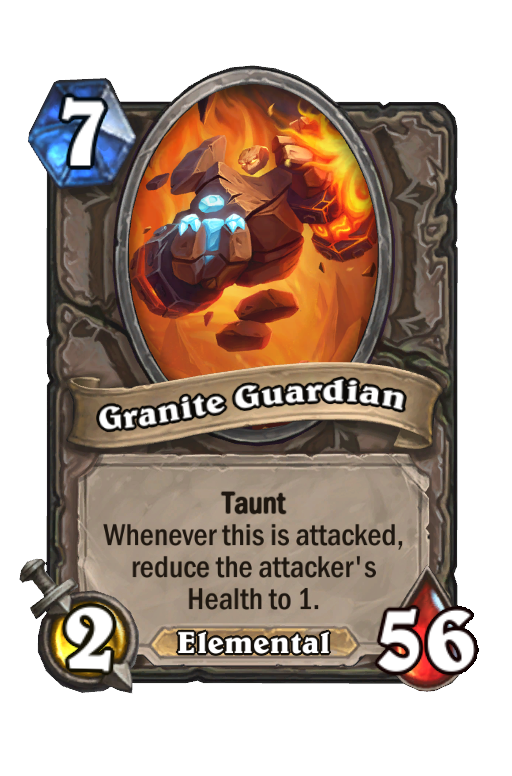 7
Granite Guardian
Taunt
Whenever this is attacked,
reduce the attacker's
Health to 1.
2
Elemental
56